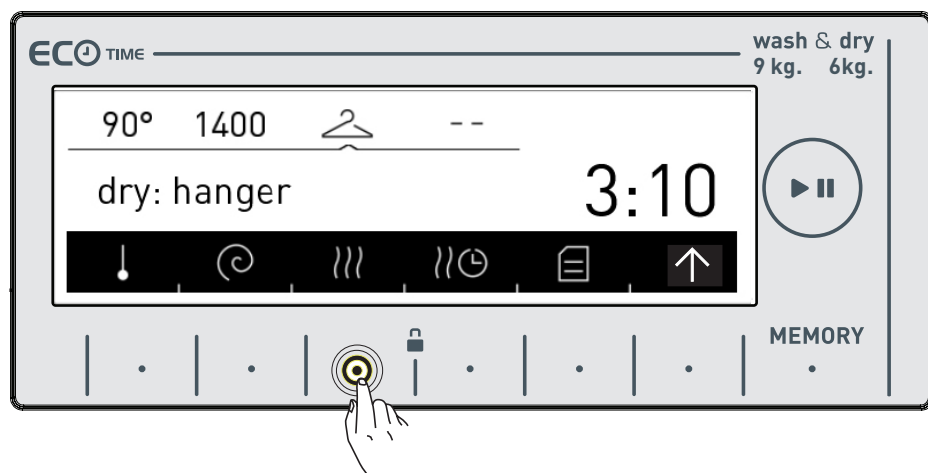 ECO TIME
wash & dry
9 kg. 6kg.
90° 1400 --
dry: hanger
3:10
MEMORY